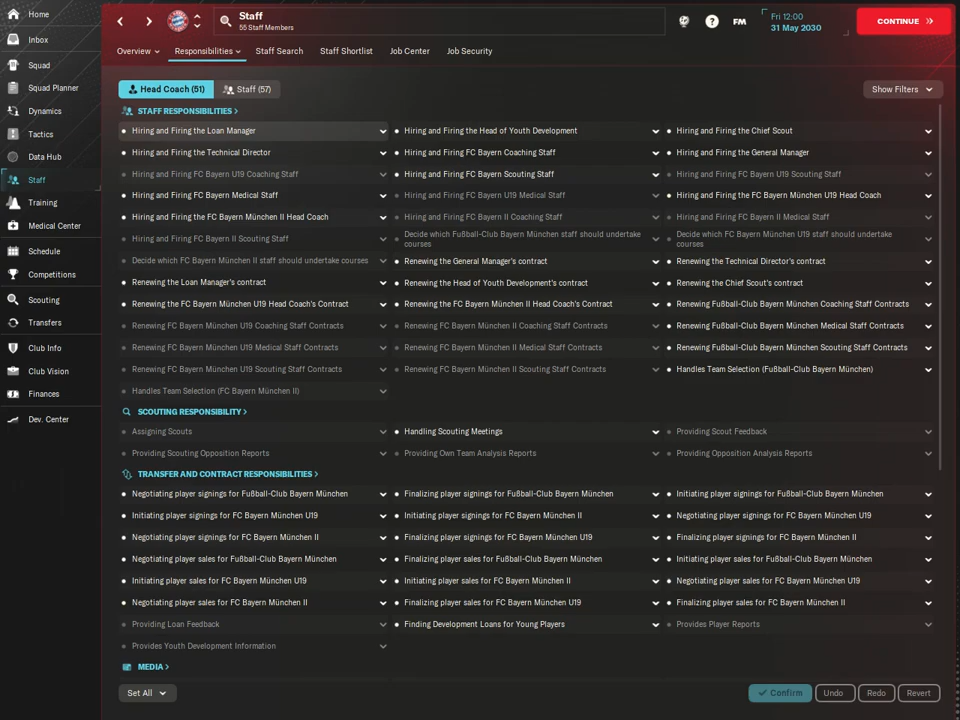 Home
Staff
55 Staff Members
FM
Fri 12:00
31 May 2030
CONTINUE
Inbox
Overview
Responsibilities
Staff Search
Staff Shortlist
Job Center
Job Security
Squad
Squad Planner
Head Coach (51)
Staff (57)
Show Filters
Dynamics
STAFF RESPONSIBILITIES >
Tactics
Hiring and Firing the Loan Manager
Hiring and Firing the Head of Youth Development
Hiring and Firing the Chief Scout
Data Hub
Hiring and Firing the Technical Director
Hiring and Firing FC Bayern Coaching Staff
Hiring and Firing the General Manager
Staff
Hiring and Firing FC Bayern U19 Coaching Staff
Hiring and Firing FC Bayern Scouting Staff
Hiring and Firing FC Bayern U19 Scouting Staff
Training
Hiring and Firing FC Bayern Medical Staff
Hiring and Firing FC Bayern U19 Medical Staff
Hiring and Firing the FC Bayern München U19 Head Coach
Medical Center
Hiring and Firing the FC Bayern München II Head Coach
Hiring and Firing FC Bayern II Coaching Staff
Hiring and Firing FC Bayern II Medical Staff
Schedule
Hiring and Firing FC Bayern II Scouting Staff
Decide which Fußball-Club Bayern München staff should undertake
courses
Decide which FC Bayern München U19 staff should undertake
courses
Competitions
Decide which FC Bayern München II staff should undertake courses
Renewing the General Manager's contract
Renewing the Technical Director's contract
Scouting
Renewing the Loan Manager's contract
Renewing the Head of Youth Development's contract
Renewing the Chief Scout's contract
Transfers
Renewing the FC Bayern München U19 Head Coach's Contract
Renewing the FC Bayern München II Head Coach's Contract
Renewing Fußball-Club Bayern München Coaching Staff Contracts
Club Info
Renewing FC Bayern München U19 Coaching Staff Contracts
Renewing FC Bayern München II Coaching Staff Contracts
Renewing Fußball-Club Bayern München Medical Staff Contracts
Club Vision
Renewing FC Bayern München U19 Medical Staff Contracts
Renewing FC Bayern München II Medical Staff Contracts
Renewing Fußball-Club Bayern München Scouting Staff Contracts
Finances
Renewing FC Bayern München U19 Scouting Staff Contracts
Renewing FC Bayern München II Scouting Staff Contracts
Handles Team Selection (Fußball-Club Bayern München)
Dev. Center
Handles Team Selection (FC Bayern München II)
SCOUTING RESPONSIBILITY >
Assigning Scouts
Handling Scouting Meetings
Providing Scout Feedback
Providing Scouting Opposition Reports
Providing Own Team Analysis Reports
Providing Opposition Analysis Reports
TRANSFER AND CONTRACT RESPONSIBILITIES >
Negotiating player signings for Fußball-Club Bayern München
Finalizing player signings for Fußball-Club Bayern München
Initiating player signings for Fußball-Club Bayern München
Initiating player signings for FC Bayern München U19
Initiating player signings for FC Bayern München II
Negotiating player signings for FC Bayern München U19
Negotiating player signings for FC Bayern München II
Finalizing player signings for FC Bayern München U19
Finalizing player signings for FC Bayern München II
Negotiating player sales for Fußball-Club Bayern München
Finalizing player sales for Fußball-Club Bayern München
Initiating player sales for Fußball-Club Bayern München
Initiating player sales for FC Bayern München U19
Initiating player sales for FC Bayern München II
Negotiating player sales for FC Bayern München U19
Negotiating player sales for FC Bayern München II
Finalizing player sales for FC Bayern München U19
Finalizing player sales for FC Bayern München II
Providing Loan Feedback
Finding Development Loans for Young Players
Provides Player Reports
Provides Youth Development Information
MEDIA >
Set All
Confirm
Undo
Redo
Revert